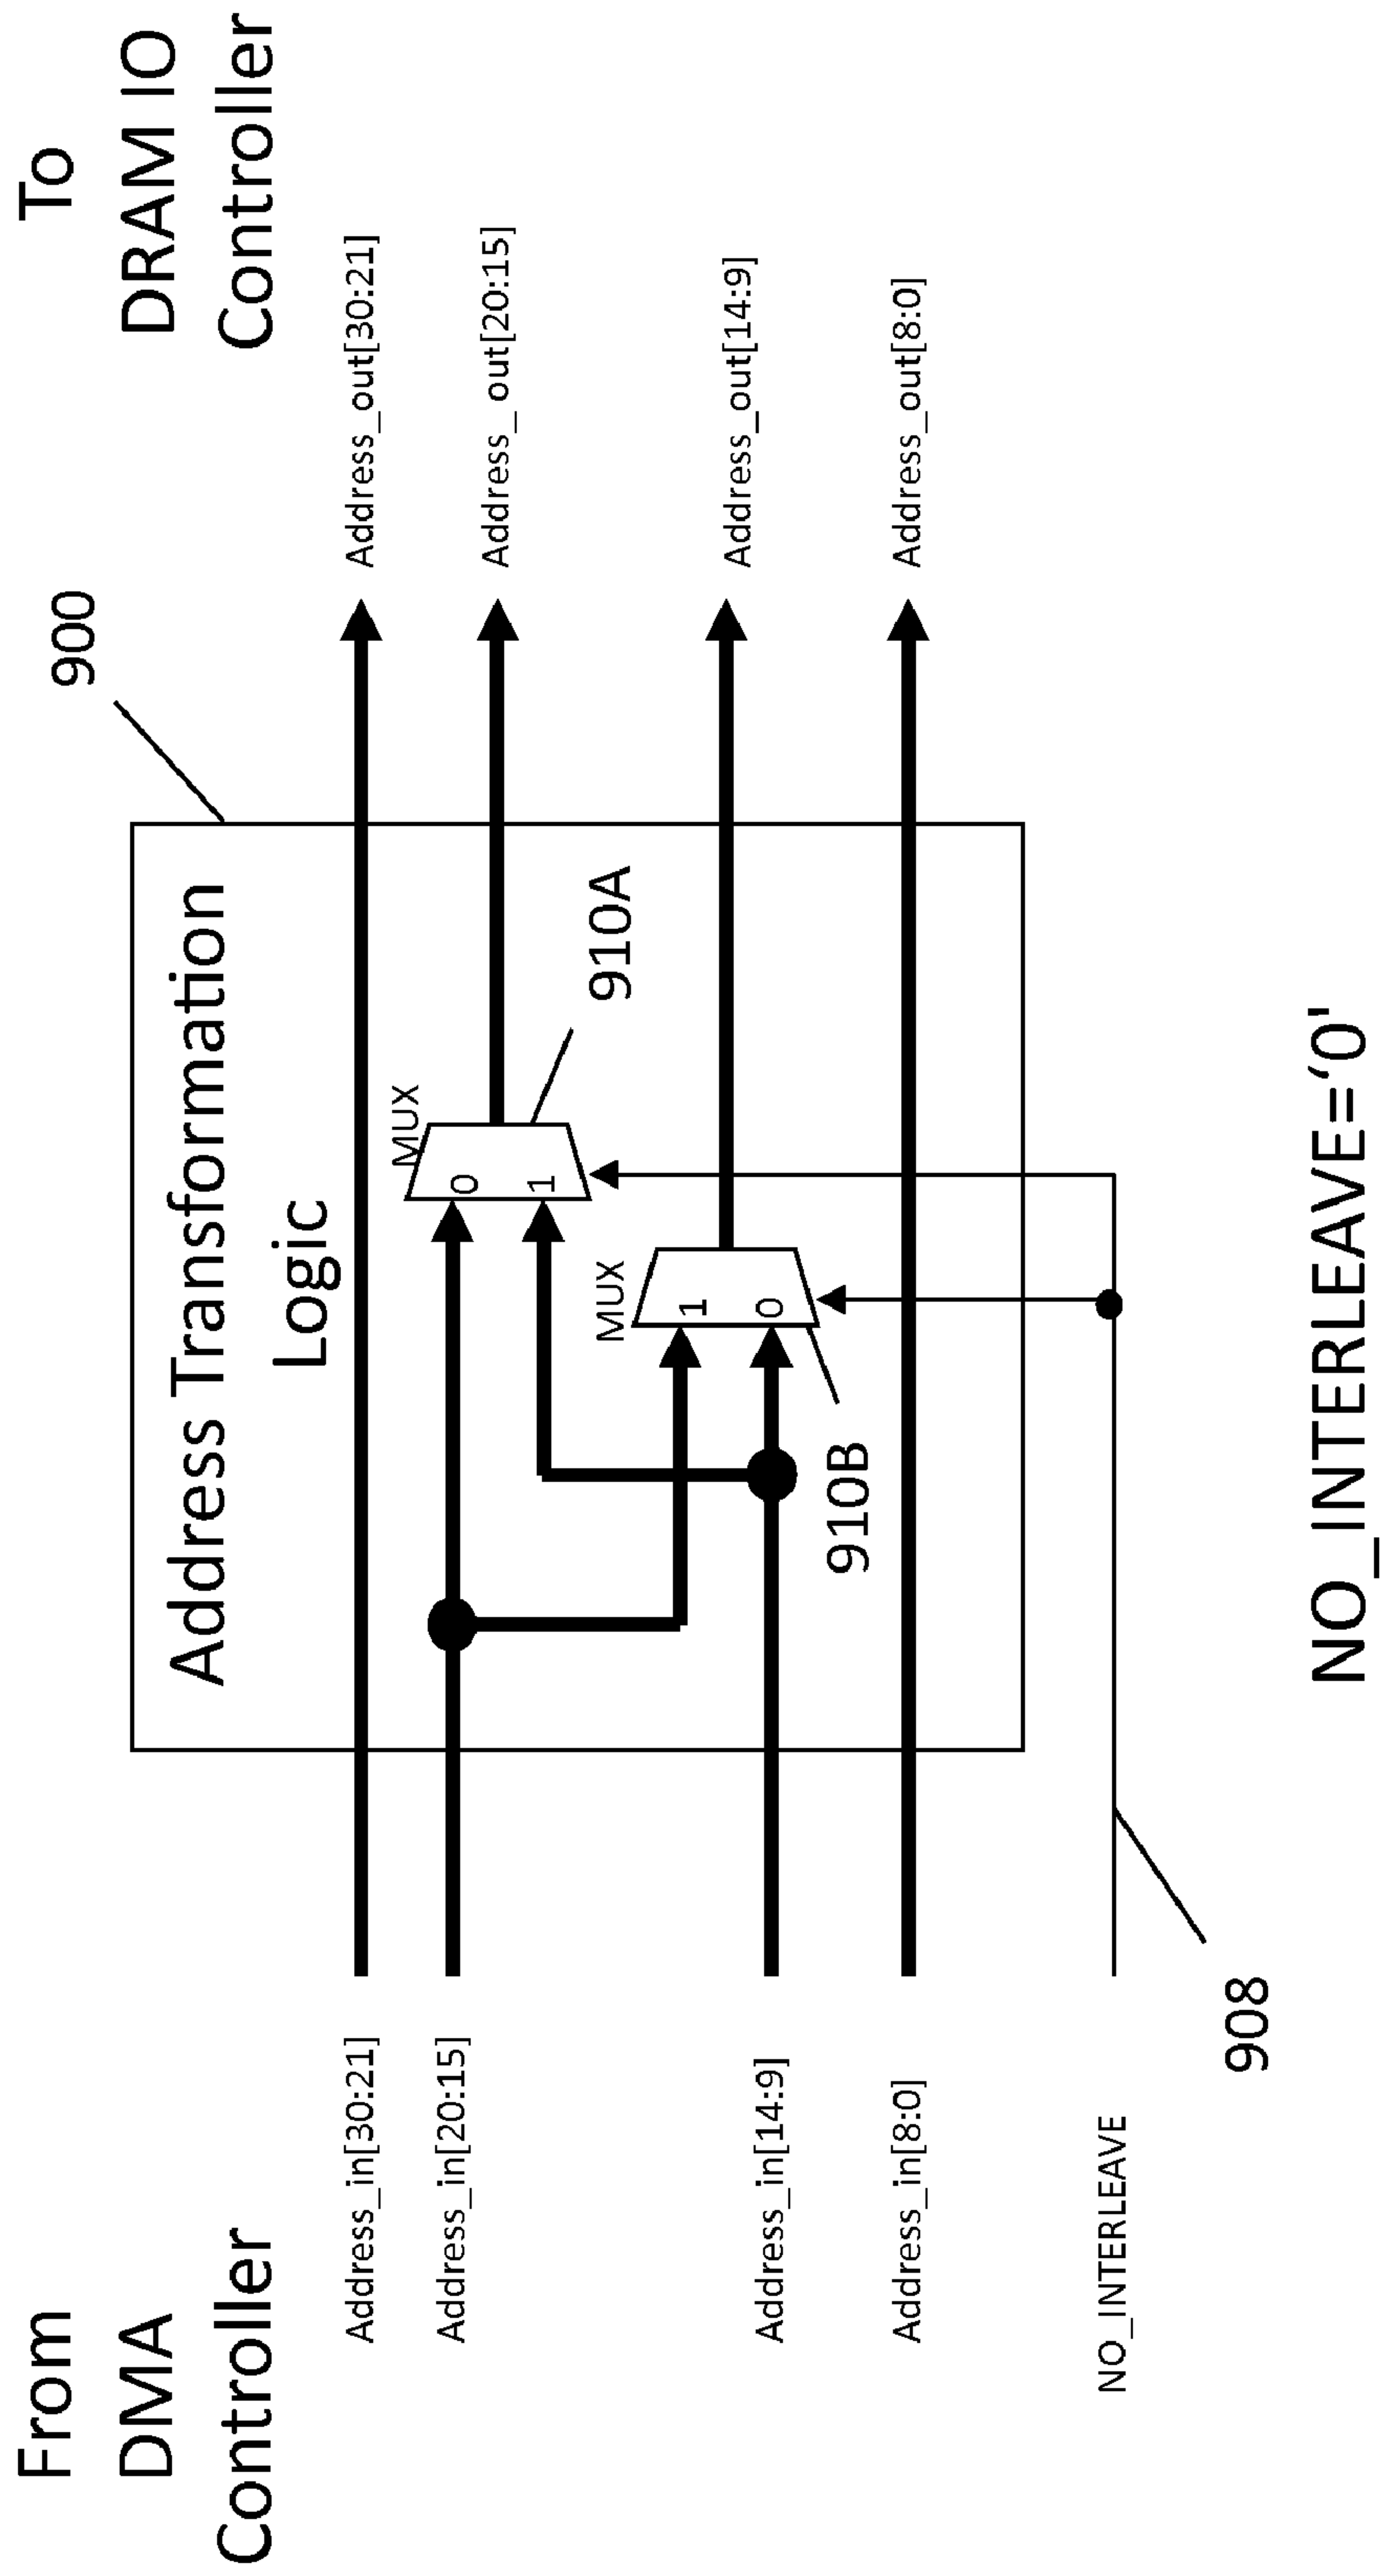 From
DMA
Controller
To
DRAM IO
Controller
900
Address Transformation
Logic
Address_in[30:21]
Address_out[30:21]
Address_in[20:15]
MUX
0
1
Address_ out[20:15]
910A
MUX
1
0
Address_in[14:9]
Address_out[14:9]
910B
Address_in[8:0]
Address_out[8:0]
NO_INTERLEAVE
908
NO_INTERLEAVE=‘0'